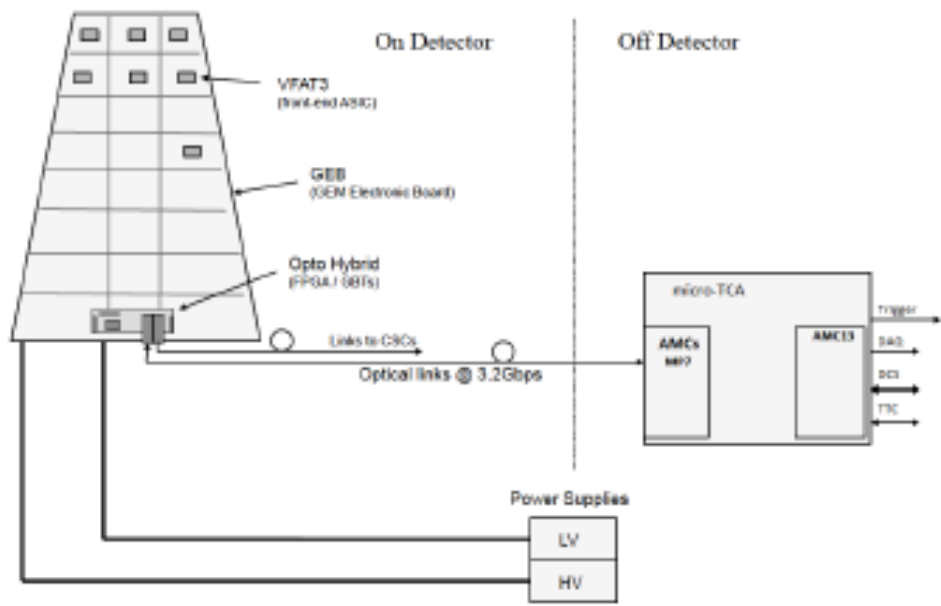 On Detector
Off Detector
VFAT3
(front-end ASIC)
GEB
(GEM Electronic Board)
Opto Hybrid
(FPGA / GBTs)
micro-TCA
Trigger
Links to CSCs
AMCs
MP7
AMC13
DAQ
Optical links @ 3.2Gbps
DCS
TTC
Power Supplies
LV
HV